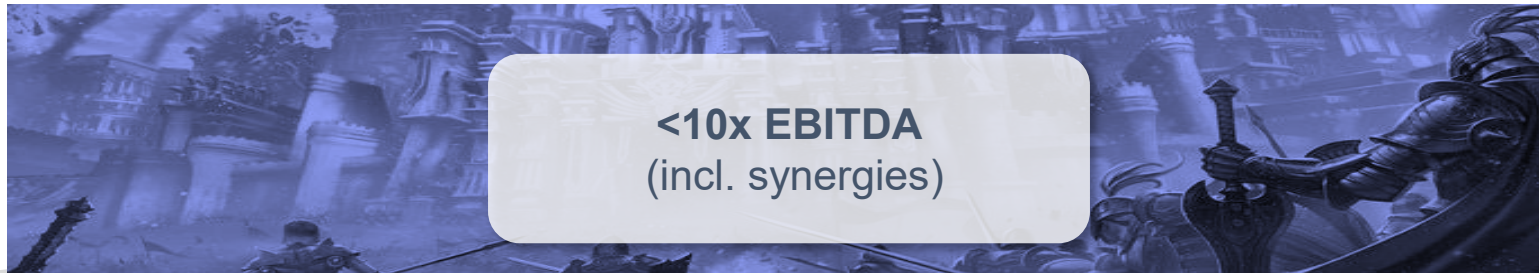 <10x EBITDA
(incl. synergies)